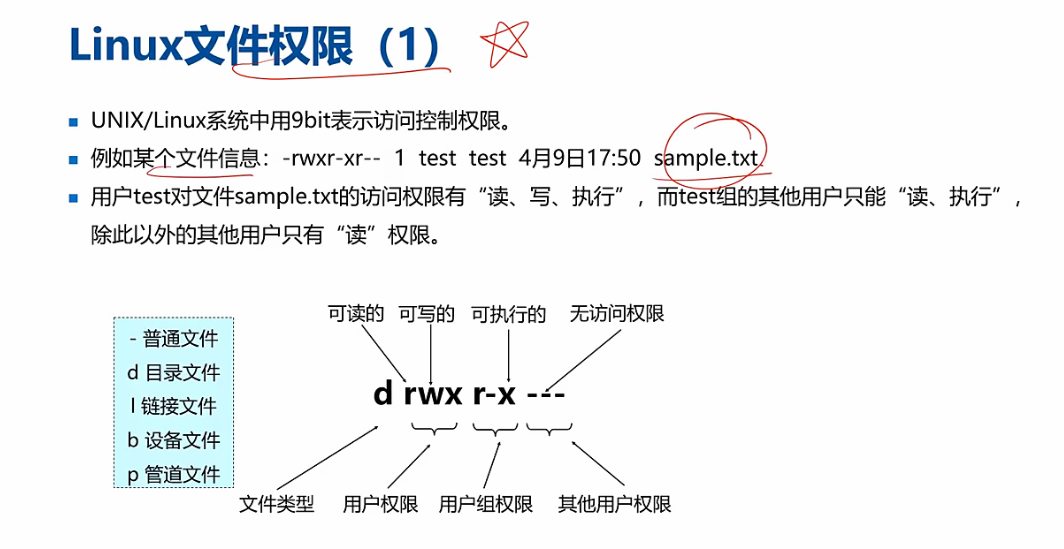 Linux文件权限（1）
UNIX/Linux系统中用9bit表示访问控制权限。
例如某个文件信息：-rwxr-xr-- 1 test test 4月9日17:50 sample.txt.
用户test对文件sample.txt的访问权限有“读、写、执行”，而test组的其他用户只能“读、执行”，
除此以外的其他用户只有“读”权限。
可读的 可写的 可执行的 无访问权限
- 普通文件
d 目录文件
l 链接文件
b 设备文件
p 管道文件
d rwx r-x ---
文件类型 用户权限 用户组权限 其他用户权限